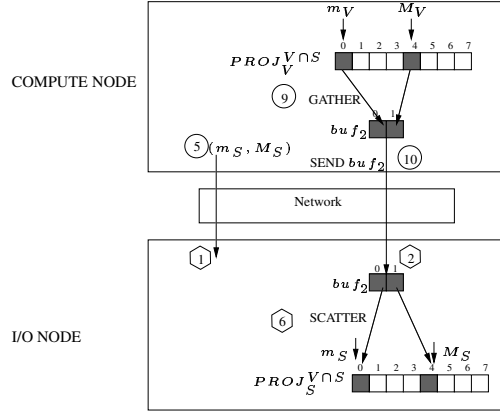 m_V M_V
0 1 2 3 4 5 6 7
PROJ_V^{V∩S}
COMPUTE NODE
9 GATHER
0 1
buf_2
5 (m_S, M_S)
SEND buf_2 10
Network
1 2
0 1
buf_2
6 SCATTER
I/O NODE
m_S M_S
0 1 2 3 4 5 6 7
PROJ_S^{V∩S}